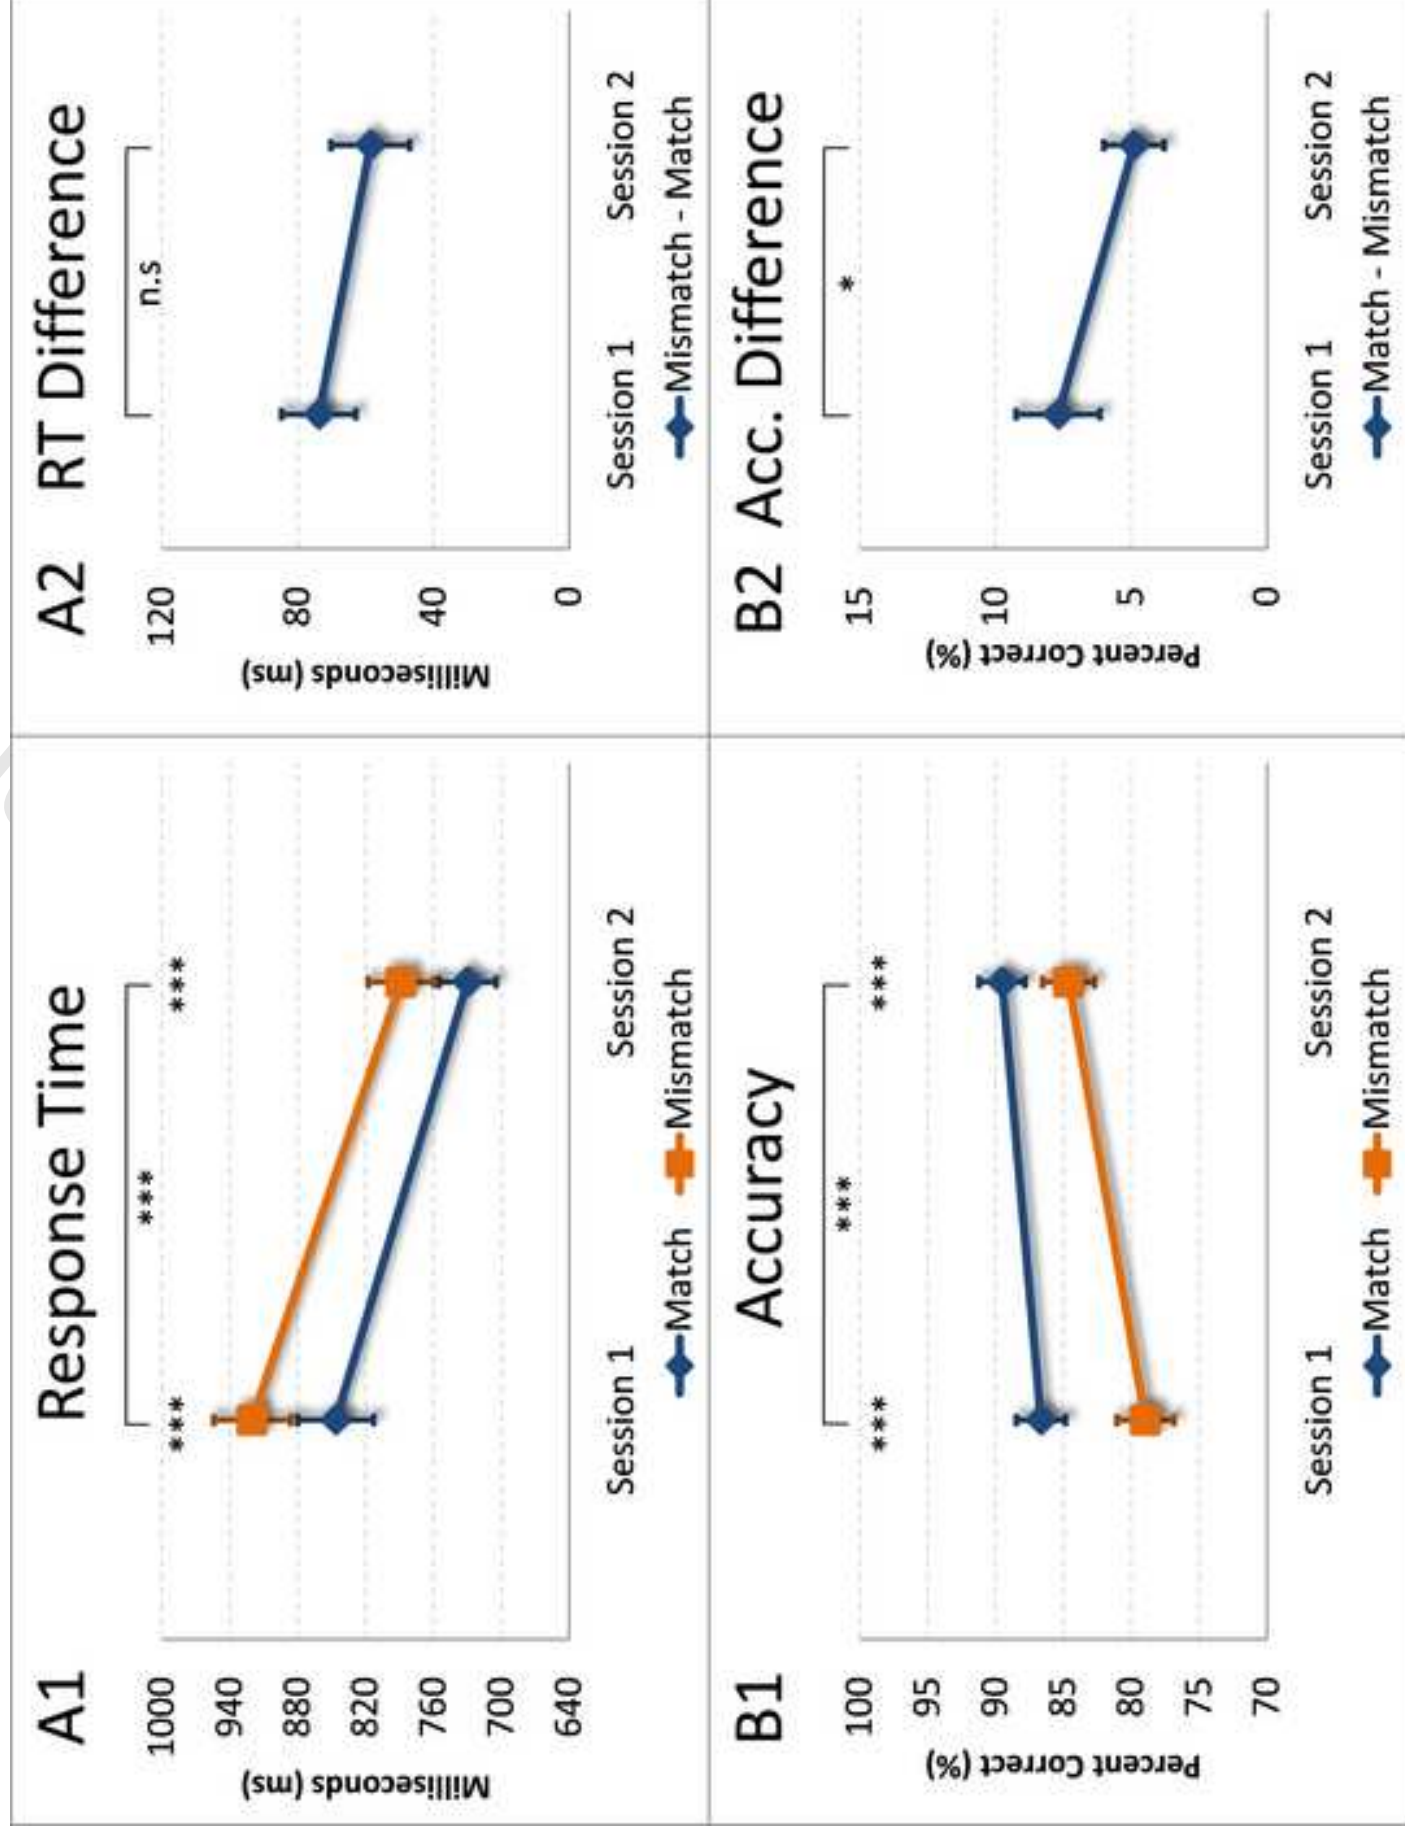 A1 Response Time
***
*** ***
1000
940
880
820
760
700
640
Milliseconds (ms)
Session 1 Session 2
Match Mismatch
A2 RT Difference
n.s
120
80
40
0
Milliseconds (ms)
Session 1 Session 2
Mismatch - Match
B1 Accuracy
***
*** ***
100
95
90
85
80
75
70
Percent Correct (%)
Session 1 Session 2
Match Mismatch
B2 Acc. Difference
*
15
10
5
0
Percent Correct (%)
Session 1 Session 2
Match - Mismatch